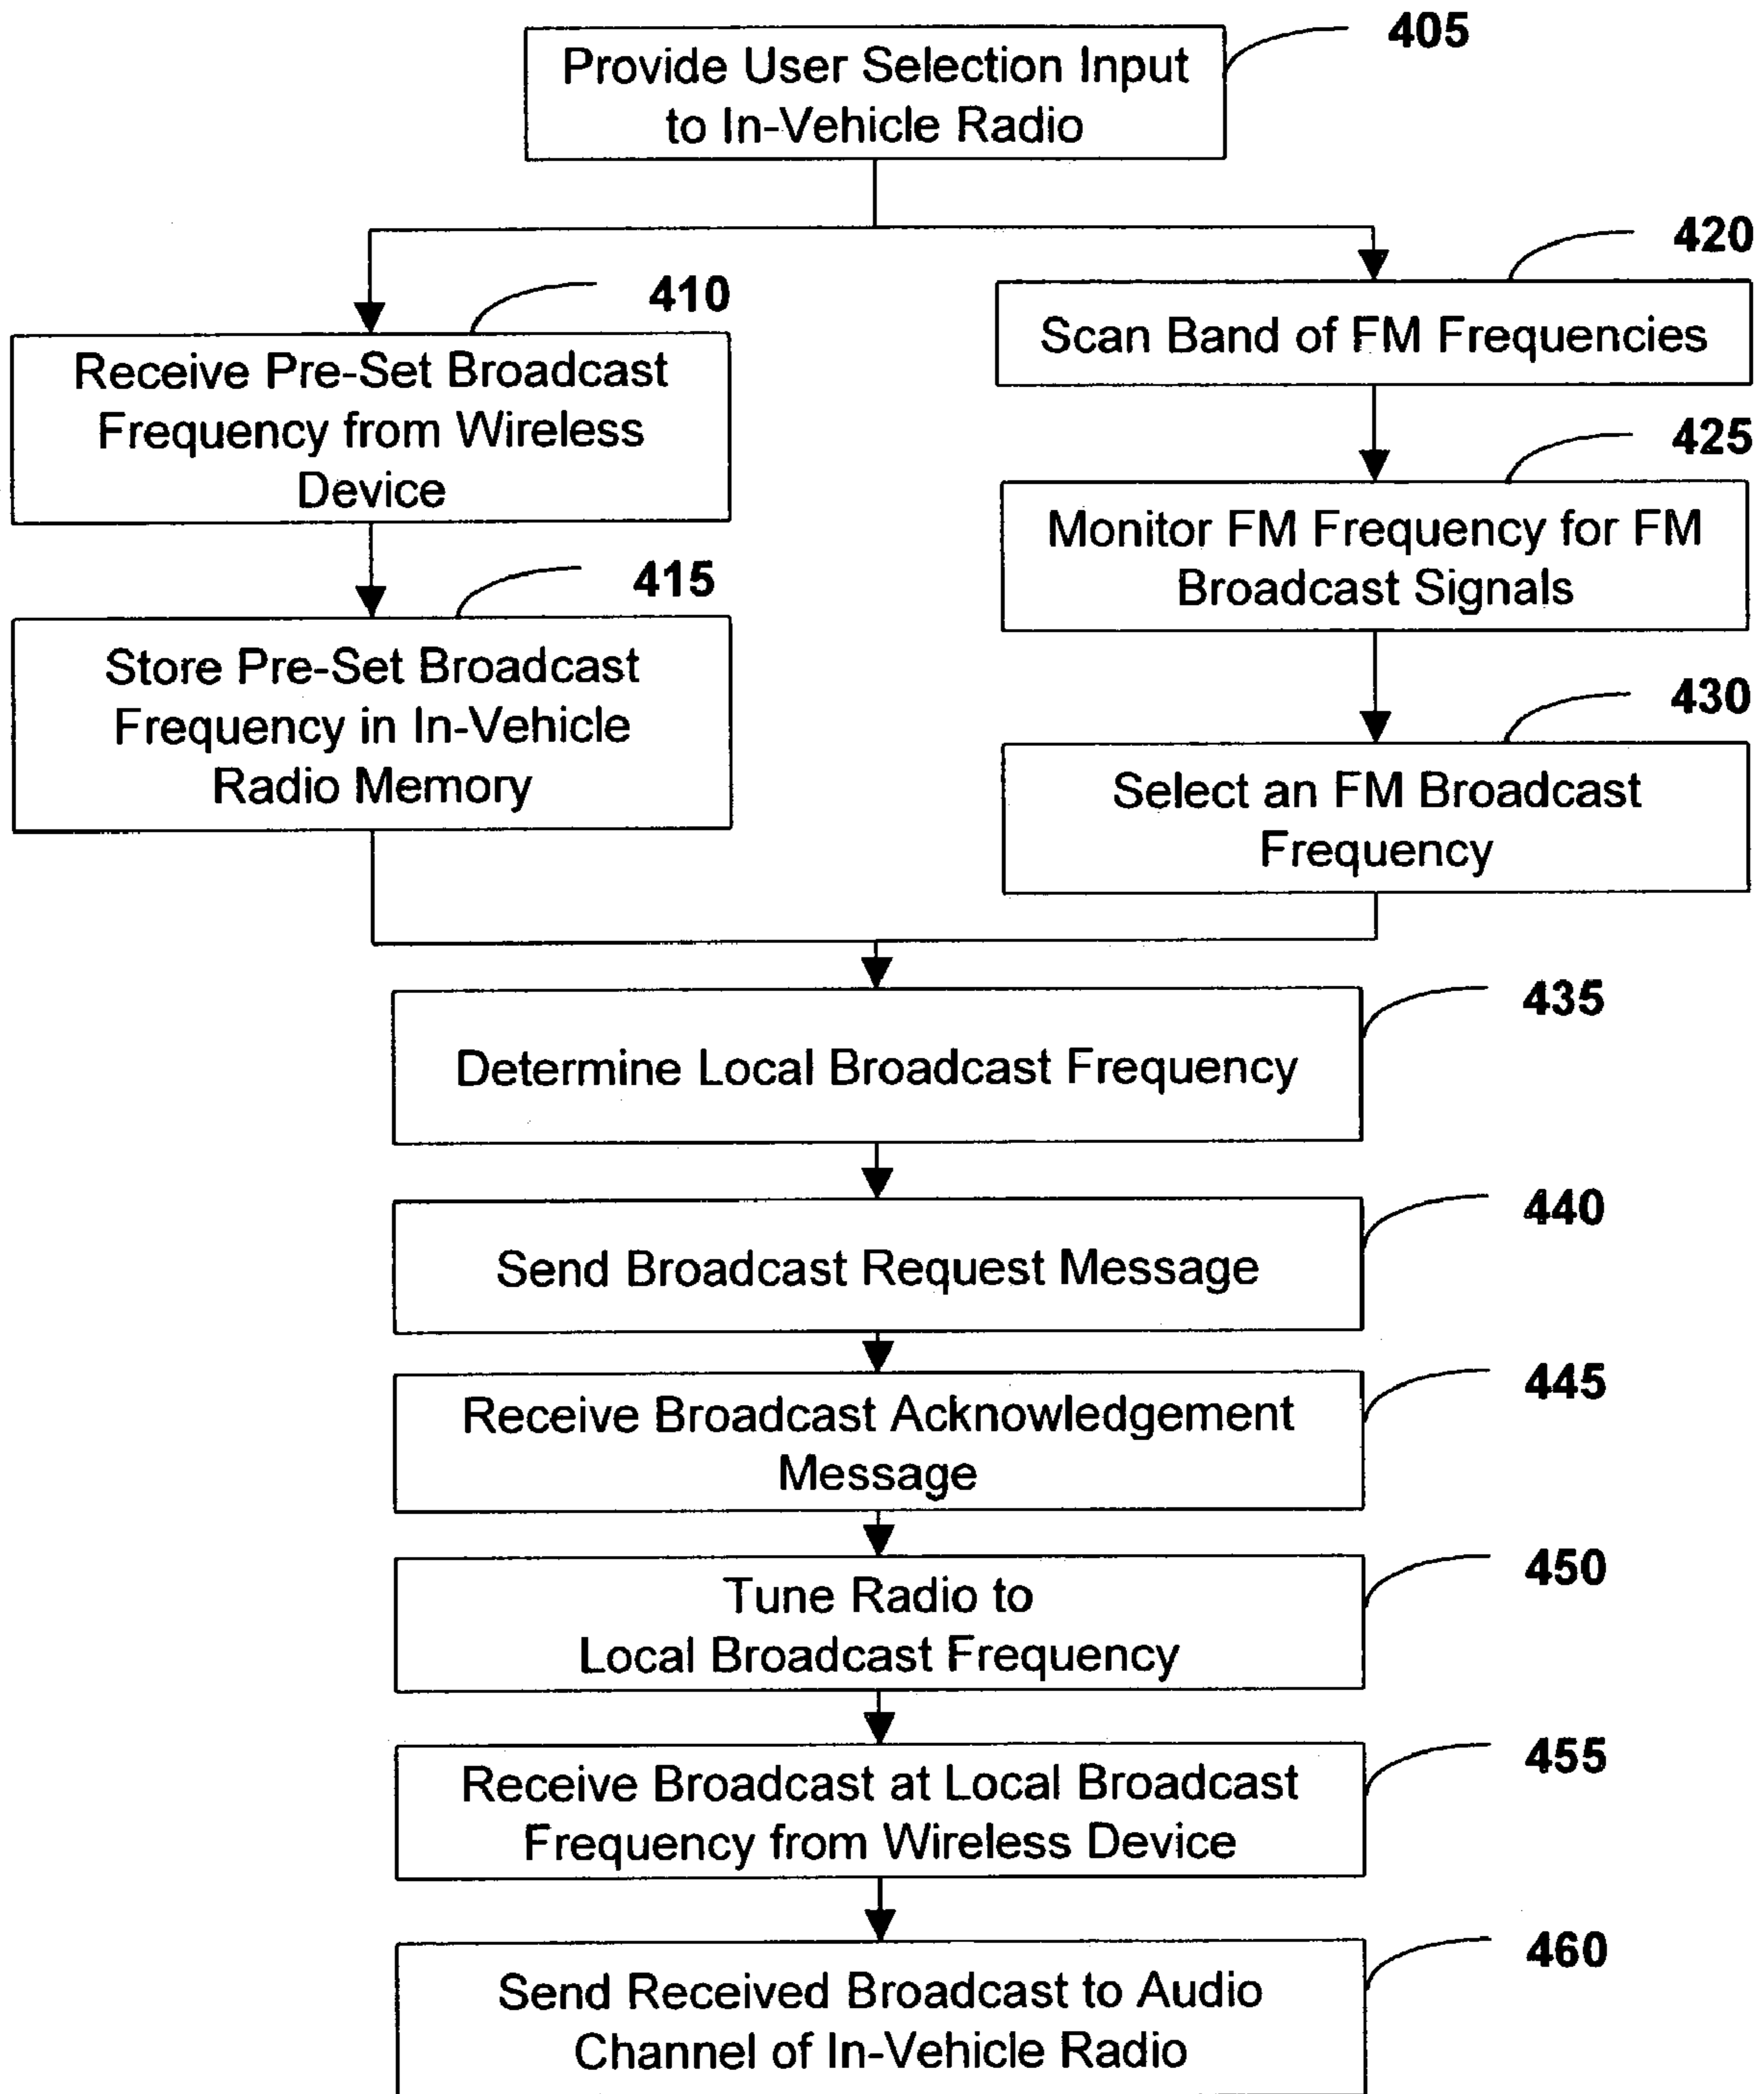 405
Provide User Selection Input
to In-Vehicle Radio
410
Receive Pre-Set Broadcast
Frequency from Wireless
Device
415
Store Pre-Set Broadcast
Frequency in In-Vehicle
Radio Memory
420
Scan Band of FM Frequencies
425
Monitor FM Frequency for FM
Broadcast Signals
430
Select an FM Broadcast
Frequency
435
Determine Local Broadcast Frequency
440
Send Broadcast Request Message
445
Receive Broadcast Acknowledgement
Message
450
Tune Radio to
Local Broadcast Frequency
455
Receive Broadcast at Local Broadcast
Frequency from Wireless Device
460
Send Received Broadcast to Audio
Channel of In-Vehicle Radio